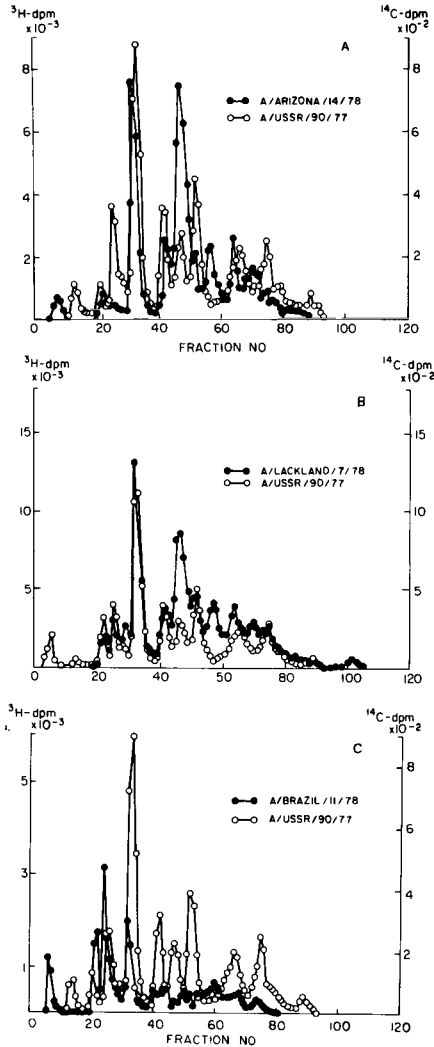 ³H-dpm
x10⁻³
¹⁴C-dpm
x10⁻²
A
A/ARIZONA/14/78
A/USSR/90/77
8
6
4
2
8
6
4
2
0
20
40
60
80
100
120
FRACTION NO
³H-dpm
x10⁻³
¹⁴C-dpm
x10⁻²
B
A/LACKLAND/7/78
A/USSR/90/77
15
10
5
15
10
5
0
20
40
60
80
100
120
FRACTION NO
³H-dpm
x10⁻³
¹⁴C-dpm
x10⁻²
C
A/BRAZIL/11/78
A/USSR/90/77
5
3
1
8
6
4
2
0
20
40
60
80
100
120
FRACTION NO